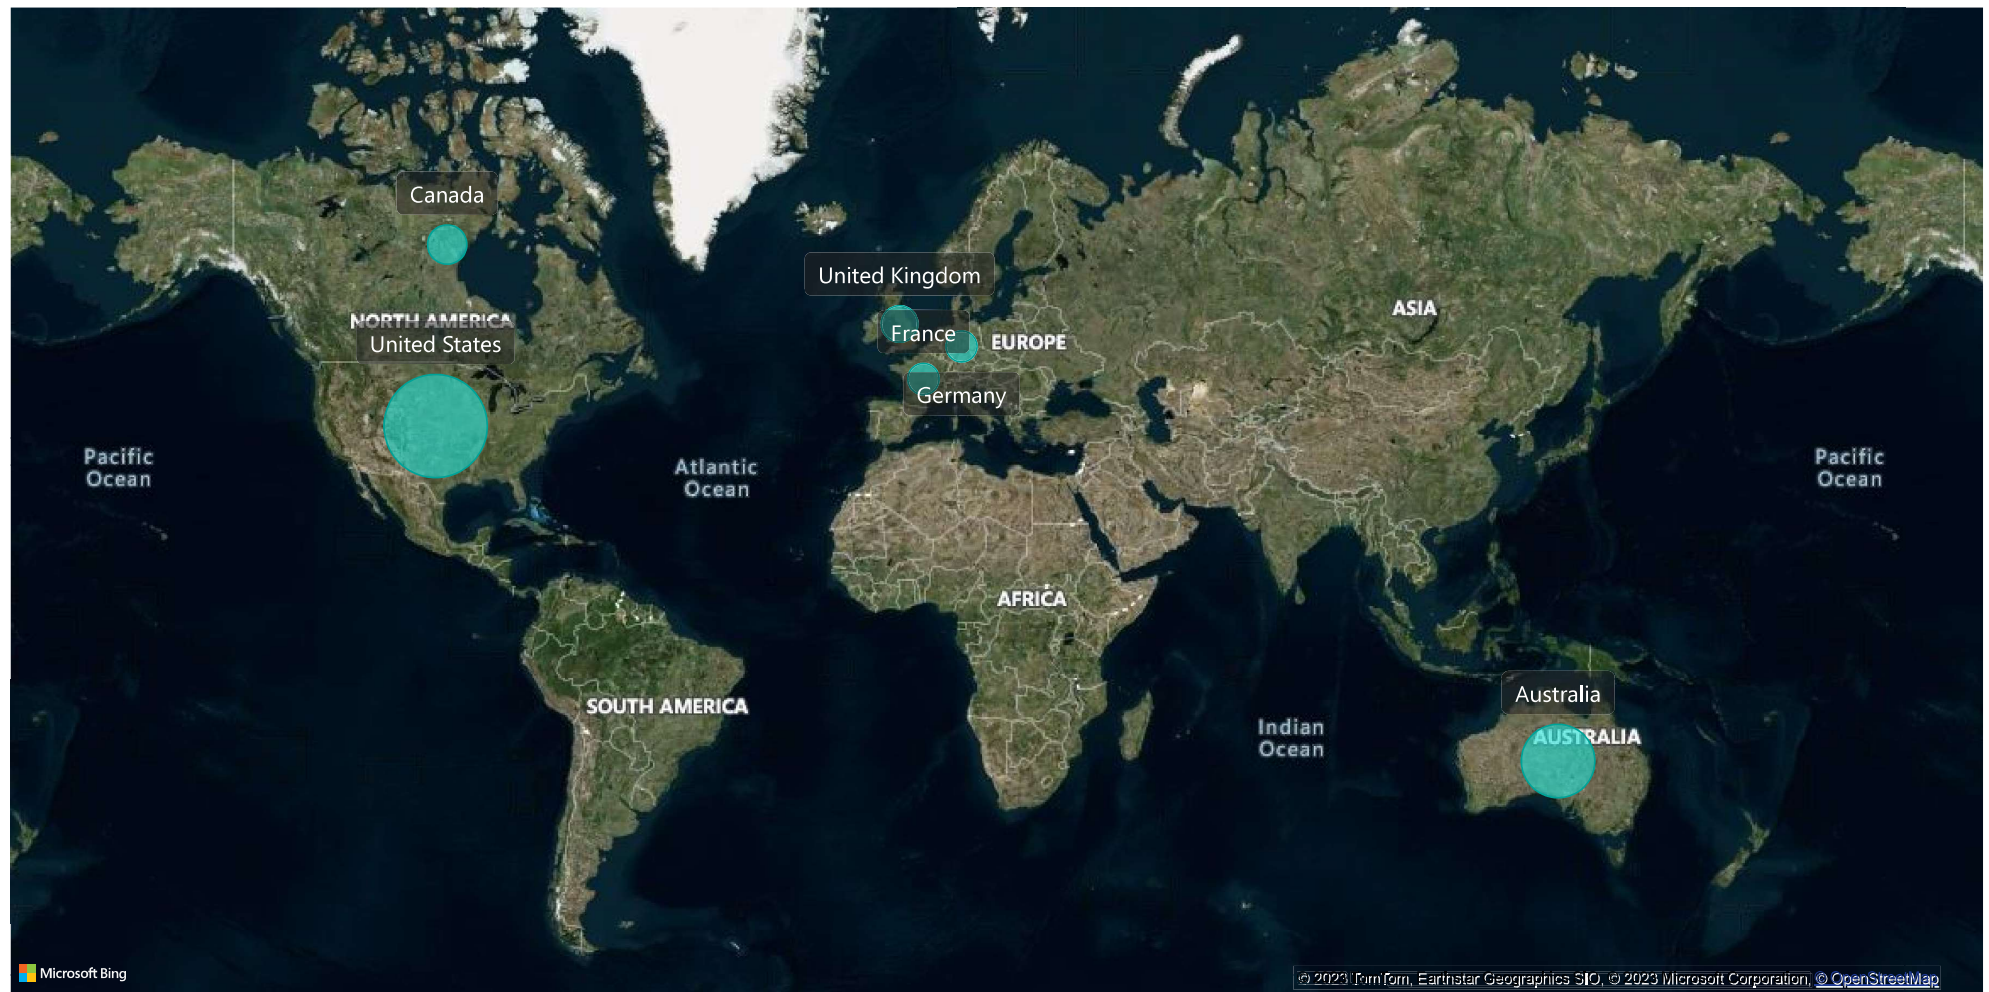 Canada
United Kingdom
NORTH AMERICA
United States
France
EUROPE
ASIA
Germany
Pacific
Ocean
Atlantic
Ocean
Pacific
Ocean
AFRICA
SOUTH AMERICA
Australia
AUSTRALIA
Indian
Ocean
Microsoft Bing
© 2023 TomTom, Earthstar Geographics SIO, © 2023 Microsoft Corporation, © OpenStreetMap